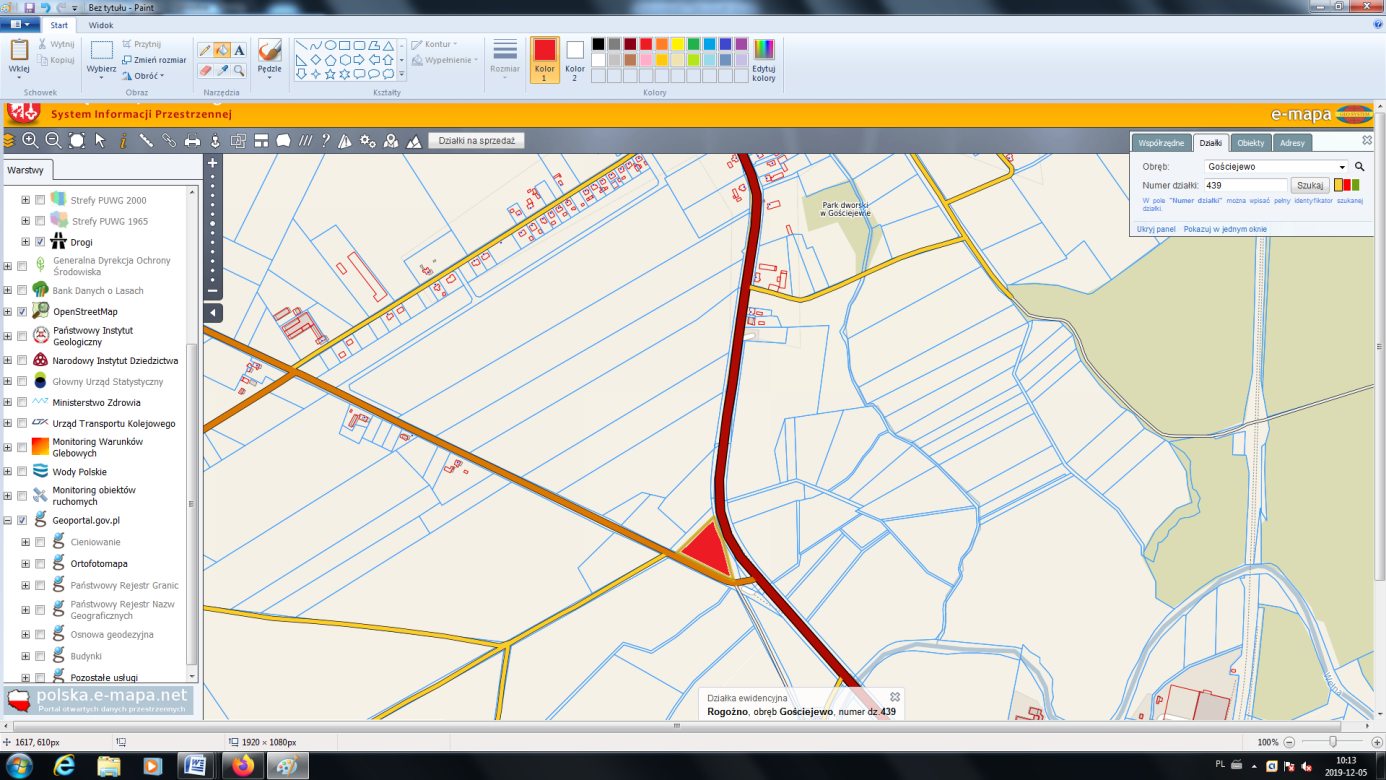 Bez tytułu - Paint
Start Widok
Wklej
Wytnij
Kopiuj
Schowek
Wybierz
Przytnij
Zmień rozmiar
Obróć
Obraz
A
Narzędzia
Pędzle
Kontur
Wypełnienie
Kształty
Rozmiar
Kolor 1
Kolor 2
Edytuj kolory
Kolory
System Informacji Przestrzennej
e-mapa
Działki na sprzedaż
Warstwy
Strefy PUWG 2000
Strefy PUWG 1965
Drogi
Generalna Dyrekcja Ochrony
Środowiska
Bank Danych o Lasach
OpenStreetMap
Państwowy Instytut
Geologiczny
Narodowy Instytut Dziedzictwa
Głowny Urząd Statystyczny
Ministerstwo Zdrowia
Urząd Transportu Kolejowego
Monitoring Warunków
Glebowych
Wody Polskie
Monitoring obiektów
ruchomych
Geoportal.gov.pl
Cieniowanie
Ortofotomapa
Państwowy Rejestr Granic
Państwowy Rejestr Nazw
Geograficznych
Osnowa geodezyjna
Budynki
Pozostałe usługi
polska.e-mapa.net
Portal otwartych danych przestrzennych
Park dworski
w Gościejewie
Współrzędne Działki Obiekty Adresy
Obręb: Gościejewo
Numer działki: 439 Szukaj
W polu "Numer działki" można wpisać pełny identyfikator szukanej
działki.
Ukryj panel Pokazuj w jednym oknie
Wełna
Działka ewidencyjna
Rogoźno, obręb Gościejewo, numer dz.439
1617, 610px
1920 × 1080px
100%
PL
10:13
2019-12-05